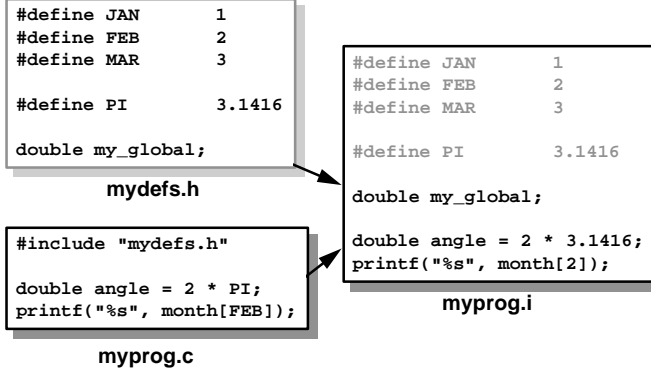 #define JAN 1
#define FEB 2
#define MAR 3
#define PI 3.1416
double my_global;
mydefs.h
#include "mydefs.h"
double angle = 2 * PI;
printf("%s", month[FEB]);
myprog.c
#define JAN 1
#define FEB 2
#define MAR 3
#define PI 3.1416
double my_global;
double angle = 2 * 3.1416;
printf("%s", month[2]);
myprog.i